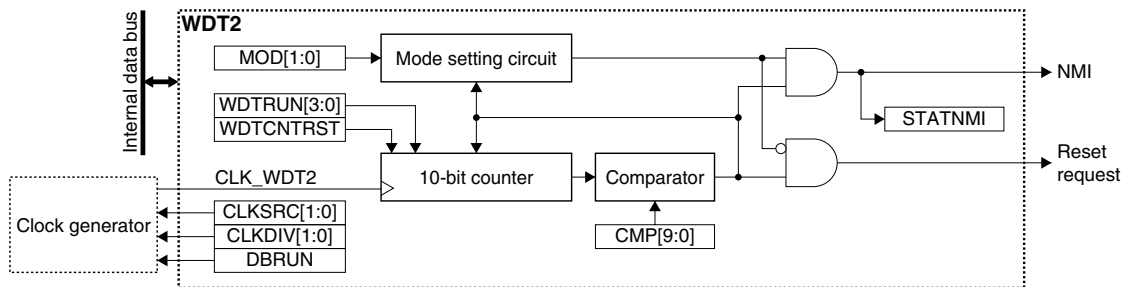 Internal data bus
WDT2
MOD[1:0]
Mode setting circuit
NMI
WDTRUN[3:0]
WDTCNTRST
STATNMI
CLK_WDT2
10-bit counter
Comparator
Reset
request
Clock generator
CLKSRC[1:0]
CLKDIV[1:0]
DBRUN
CMP[9:0]